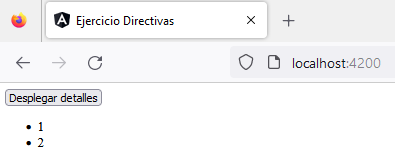 Ejercicio Directivas
localhost:4200
Desplegar detalles
1
2